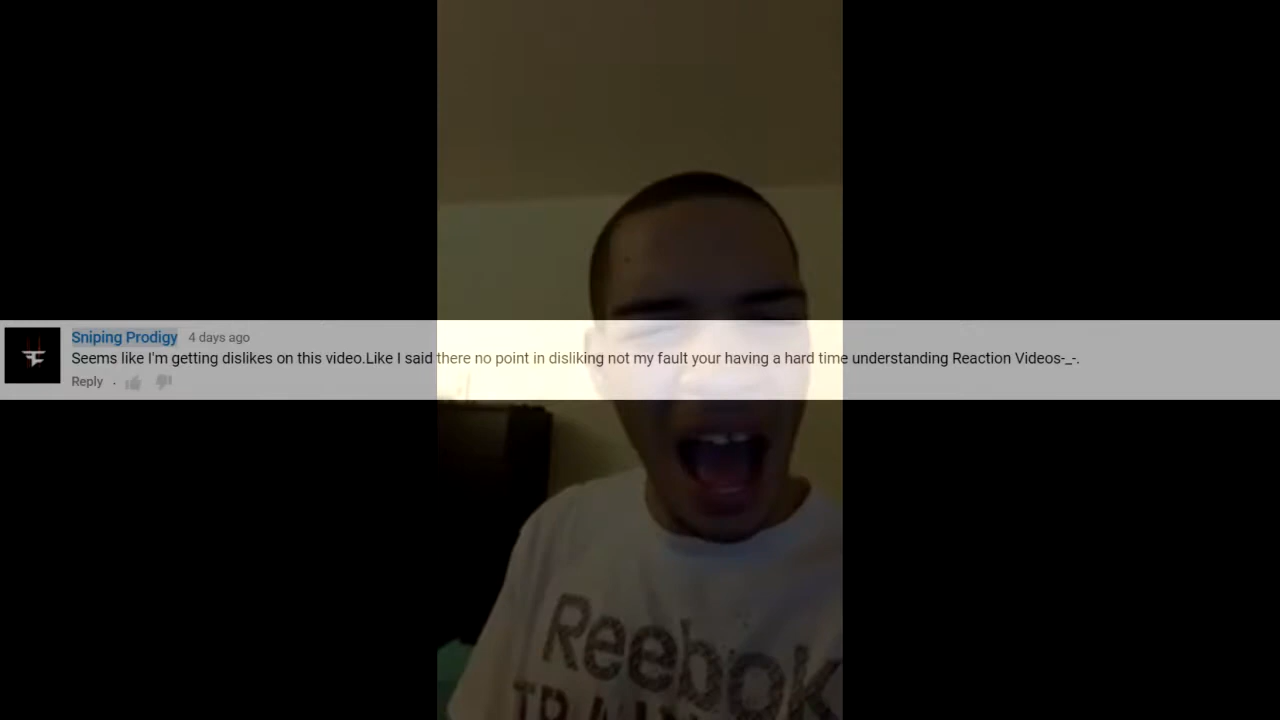 Sniping Prodigy 4 days ago
Seems like I'm getting dislikes on this video.Like I said there no point in disliking not my fault your having a hard time understanding Reaction Videos-_-.
Reply .
Reebok